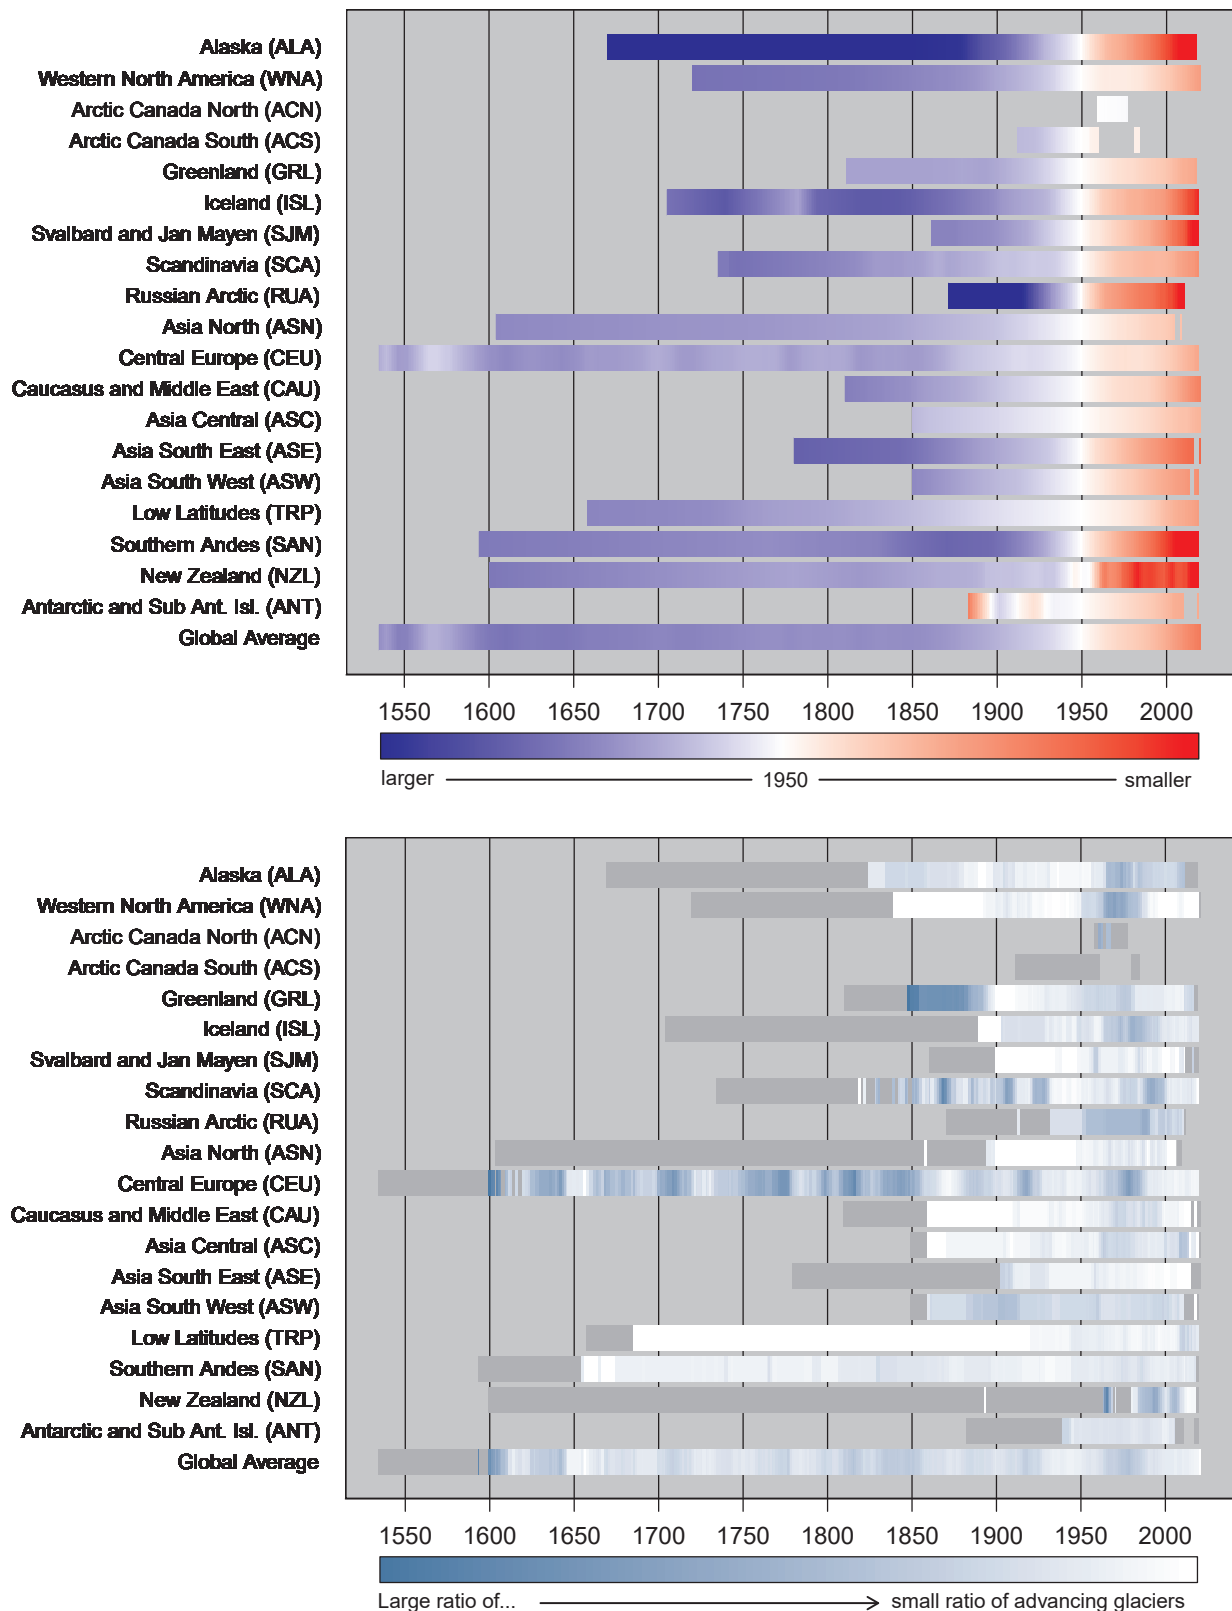 Alaska (ALA)
Western North America (WNA)
Arctic Canada North (ACN)
Arctic Canada South (ACS)
Greenland (GRL)
Iceland (ISL)
Svalbard and Jan Mayen (SJM)
Scandinavia (SCA)
Russian Arctic (RUA)
Asia North (ASN)
Central Europe (CEU)
Caucasus and Middle East (CAU)
Asia Central (ASC)
Asia South East (ASE)
Asia South West (ASW)
Low Latitudes (TRP)
Southern Andes (SAN)
New Zealand (NZL)
Antarctic and Sub Ant. Isl. (ANT)
Global Average
1550 1600 1650 1700 1750 1800 1850 1900 1950 2000
larger 1950 smaller
Alaska (ALA)
Western North America (WNA)
Arctic Canada North (ACN)
Arctic Canada South (ACS)
Greenland (GRL)
Iceland (ISL)
Svalbard and Jan Mayen (SJM)
Scandinavia (SCA)
Russian Arctic (RUA)
Asia North (ASN)
Central Europe (CEU)
Caucasus and Middle East (CAU)
Asia Central (ASC)
Asia South East (ASE)
Asia South West (ASW)
Low Latitudes (TRP)
Southern Andes (SAN)
New Zealand (NZL)
Antarctic and Sub Ant. Isl. (ANT)
Global Average
1550 1600 1650 1700 1750 1800 1850 1900 1950 2000
Large ratio of... small ratio of advancing glaciers